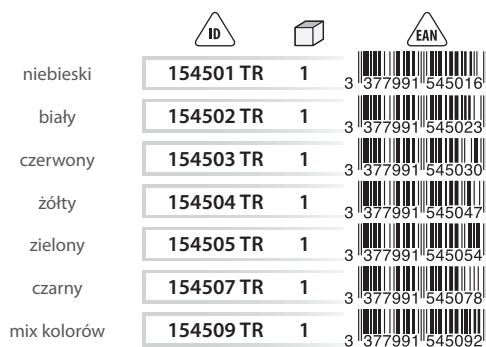 ID EAN
niebieski 154501 TR 1 3 377991 545016
biały 154502 TR 1 3 377991 545023
czerwony 154503 TR 1 3 377991 545030
żółty 154504 TR 1 3 377991 545047
zielony 154505 TR 1 3 377991 545054
czarny 154507 TR 1 3 377991 545078
mix kolorów 154509 TR 1 3 377991 545092